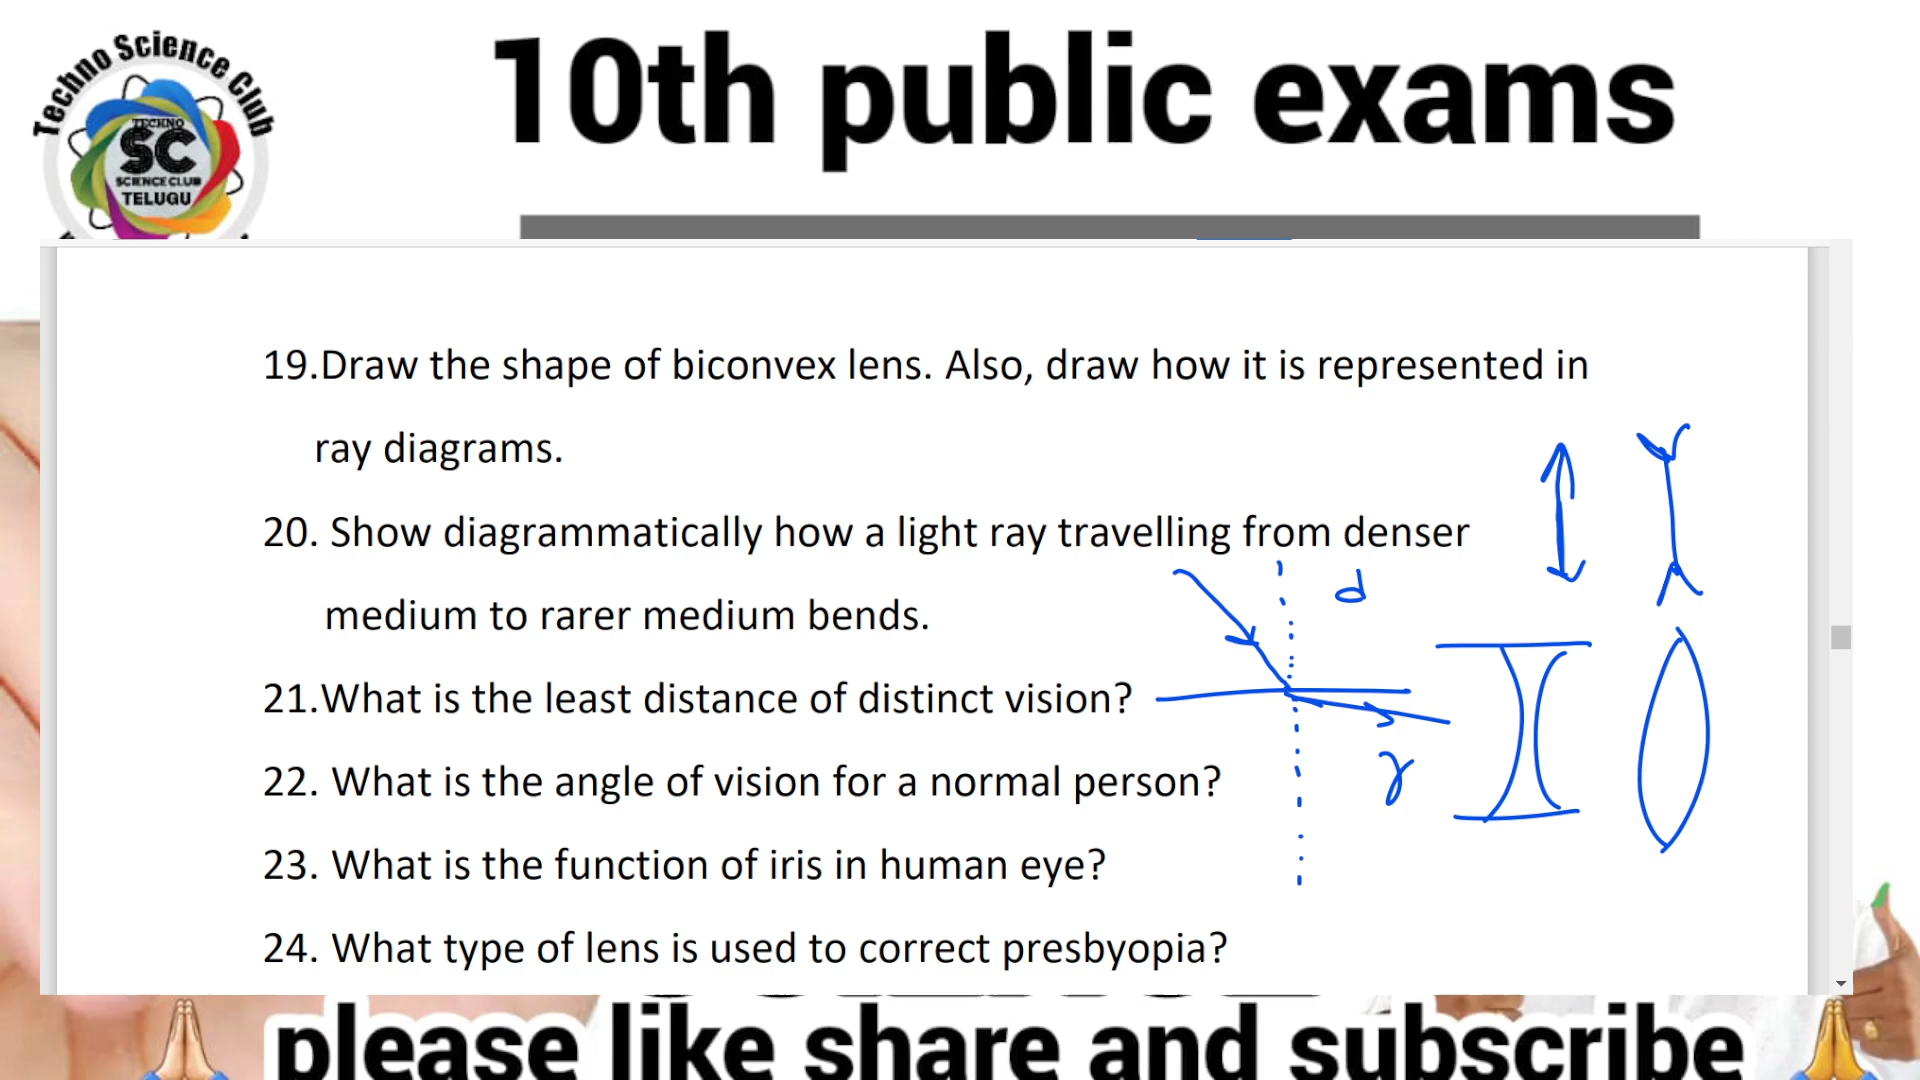 Techno Science Club
TECHNO
SC
SCIENCE CLUB
TELUGU
10th public exams
19.Draw the shape of biconvex lens. Also, draw how it is represented in
ray diagrams.
20. Show diagrammatically how a light ray travelling from denser
medium to rarer medium bends.
d
21.What is the least distance of distinct vision?
22. What is the angle of vision for a normal person?
r
23. What is the function of iris in human eye?
24. What type of lens is used to correct presbyopia?
please like share and subscribe